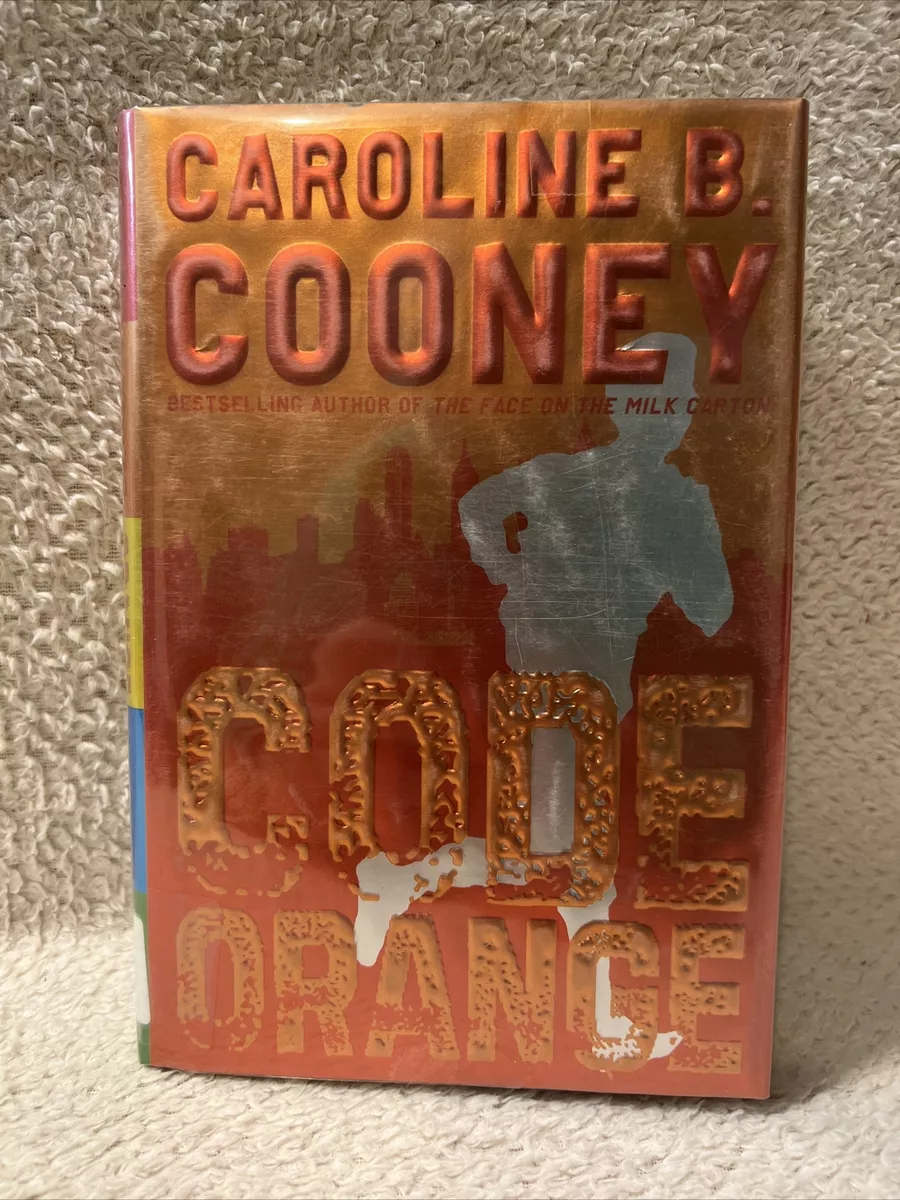 CAROLINE B.
COONEY
BESTSELLING AUTHOR OF THE FACE ON THE MILK CARTON
CODE
ORANGE